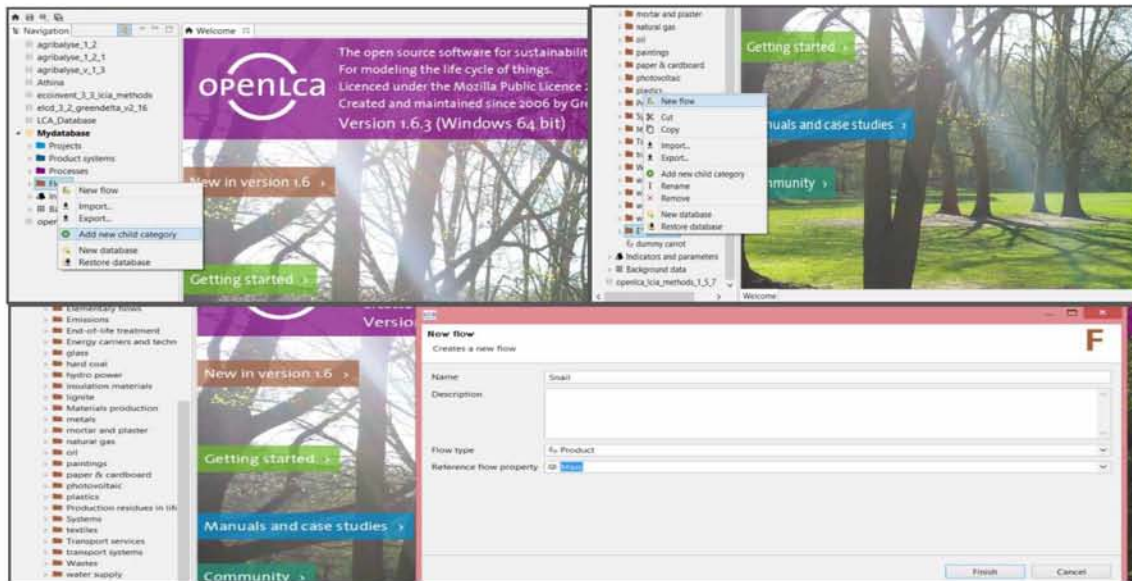 Navigation
Welcome
agribalyse_1_2
agribalyse_1_2_1
agribalyse_v_1_3
Athina
ecoinvent_3_3_lcia_methods
elcd_3_2_greendelta_v2_16
LCA_Database
Mydatabase
Projects
Product systems
Processes
New flow
Import...
Export...
Add new child category
New database
Restore database
openLca
The open source software for sustainabilit
For modeling the life cycle of things.
Licenced under the Mozilla Public Licence
Created and maintained since 2006 by Gre
Version 1.6.3 (Windows 64 bit)
New in version 1.6 >
Getting started >
mortar and plaster
natural gas
oil
paintings
paper & cardboard
photovoltaic
plastics
New flow
Cut
Copy
Import...
Export...
Add new child category
Rename
Remove
New database
Restore database
dummy carrot
Indicators and parameters
Background data
openlca_lcia_methods_1_5_7
Getting started >
nuals and case studies >
mmunity >
Welcome
Elementary flows
Emissions
End-of-life treatment
Energy carriers and techn
glass
hard coal
hydro power
insulation materials
lignite
Materials production
metals
mortar and plaster
natural gas
oil
paintings
paper & cardboard
photovoltaic
plastics
Production residues in life
Systems
textiles
Transport services
transport systems
Wastes
water supply
Versio
New in version 1.6 >
Getting started >
Manuals and case studies >
Community >
New flow
Creates a new flow
F
Name
Snail
Description
Flow type
Product
Reference flow property
Mass
Finish
Cancel